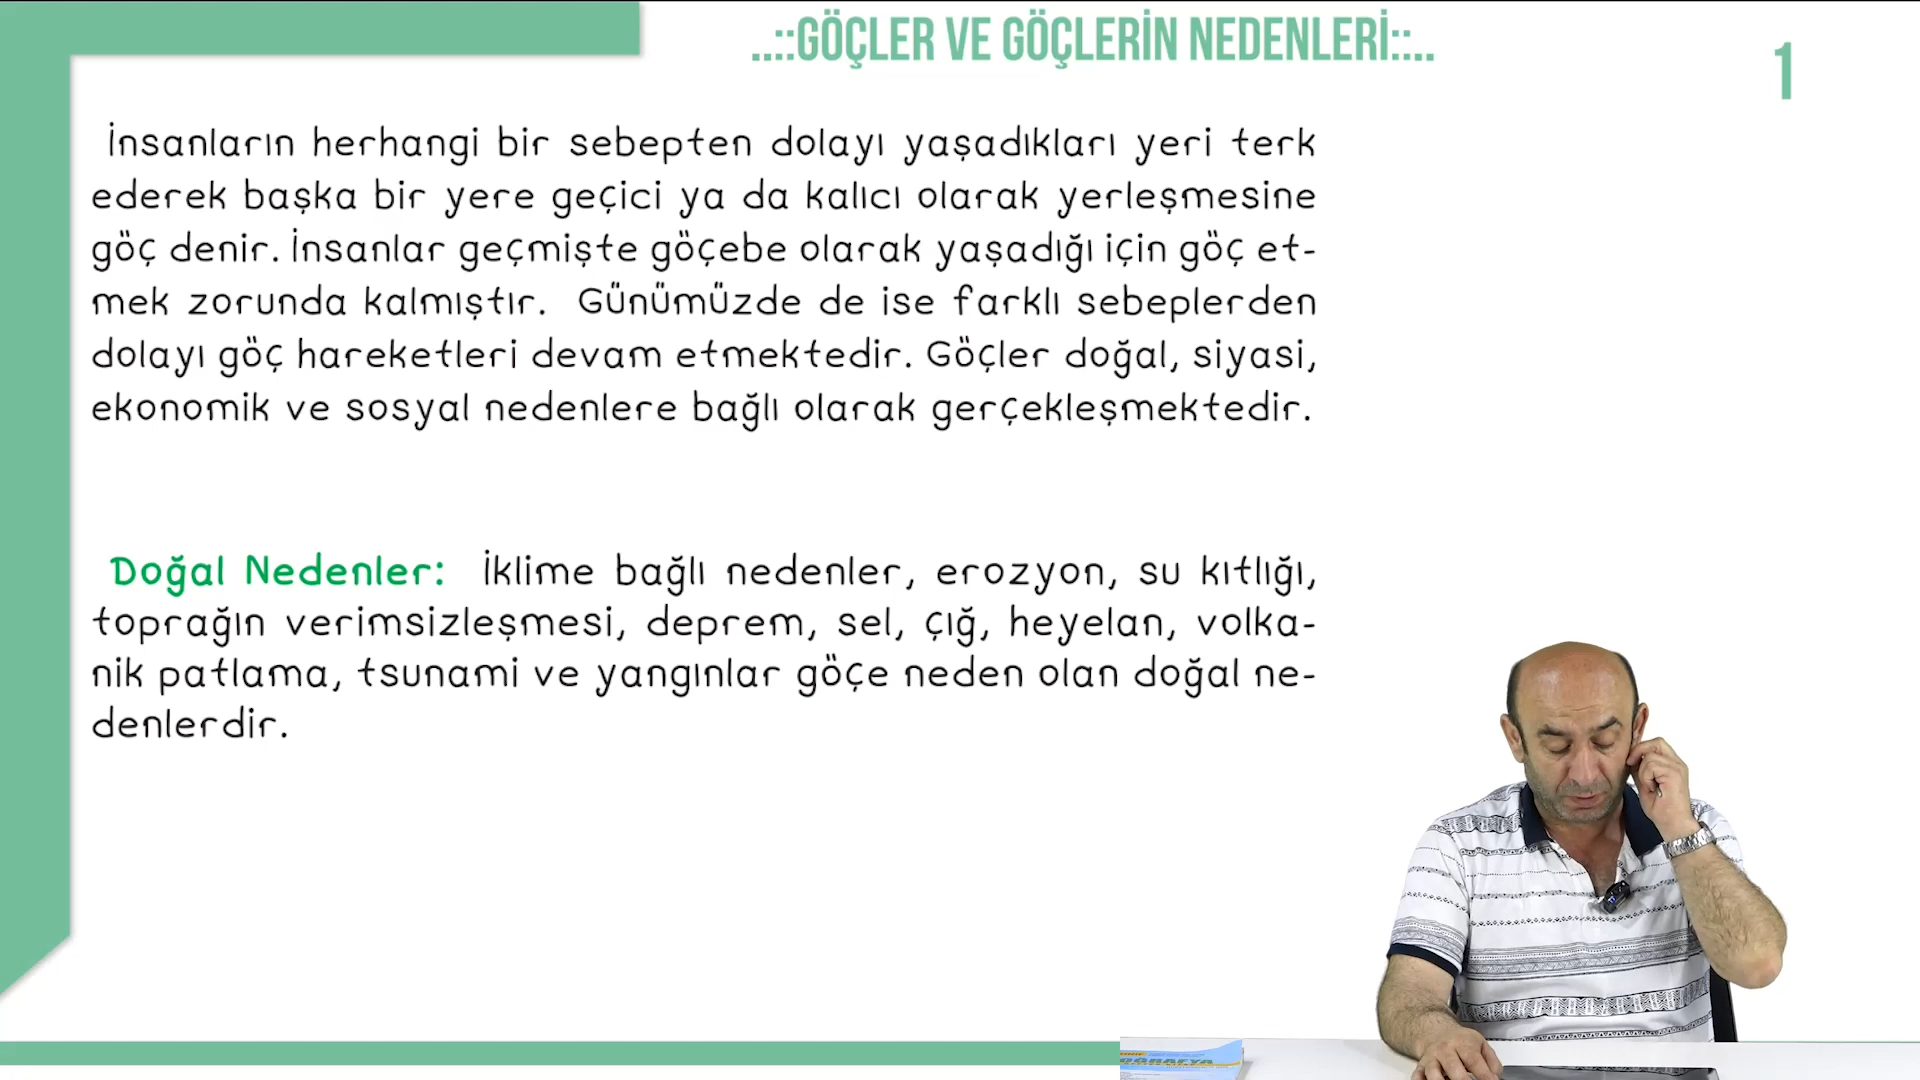 ..::GÖÇLER VE GÖÇLERİN NEDENLERİ::..
1
İnsanların herhangi bir sebepten dolayı yaşadıkları yeri terk
ederek başka bir yere geçici ya da kalıcı olarak yerleşmesine
göç denir. İnsanlar geçmişte göçebe olarak yaşadığı için göç et-
mek zorunda kalmıştır. Günümüzde de ise farklı sebeplerden
dolayı göç hareketleri devam etmektedir. Göçler doğal, siyasi,
ekonomik ve sosyal nedenlere bağlı olarak gerçekleşmektedir.
Doğal Nedenler: İklime bağlı nedenler, erozyon, su kıtlığı,
toprağın verimsizleşmesi, deprem, sel, çığ, heyelan, volka-
nik patlama, tsunami ve yangınlar göçe neden olan doğal ne-
denlerdir.